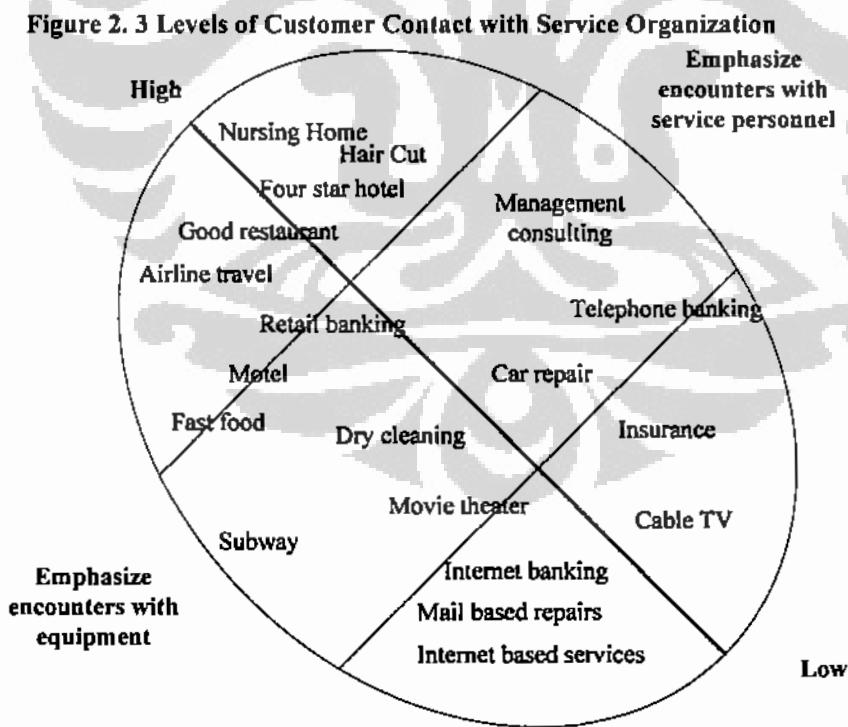 Figure 2. 3 Levels of Customer Contact with Service Organization
High
Emphasize
encounters with
service personnel
Nursing Home
Hair Cut
Four star hotel
Management
consulting
Good restaurant
Airline travel
Telephone banking
Retail banking
Motel
Car repair
Fast food
Dry cleaning
Insurance
Movie theater
Cable TV
Subway
Emphasize
encounters with
equipment
Internet banking
Mail based repairs
Internet based services
Low